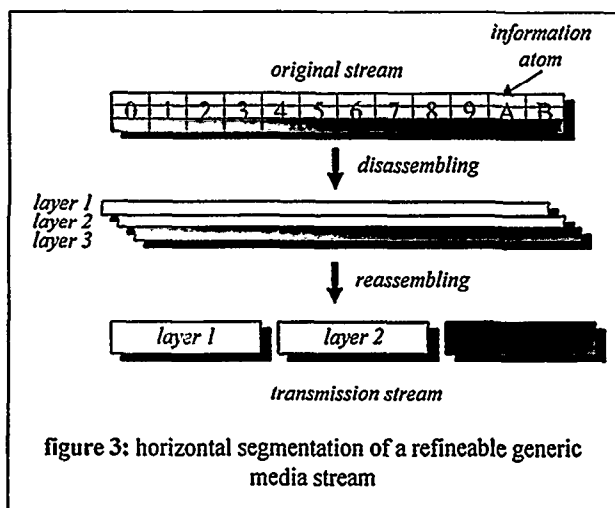 information
atom
original stream
0 1 2 3 4 5 6 7 8 9 A B
disassembling
layer 1
layer 2
layer 3
reassembling
layer 1 layer 2
transmission stream
figure 3: horizontal segmentation of a refineable generic
media stream